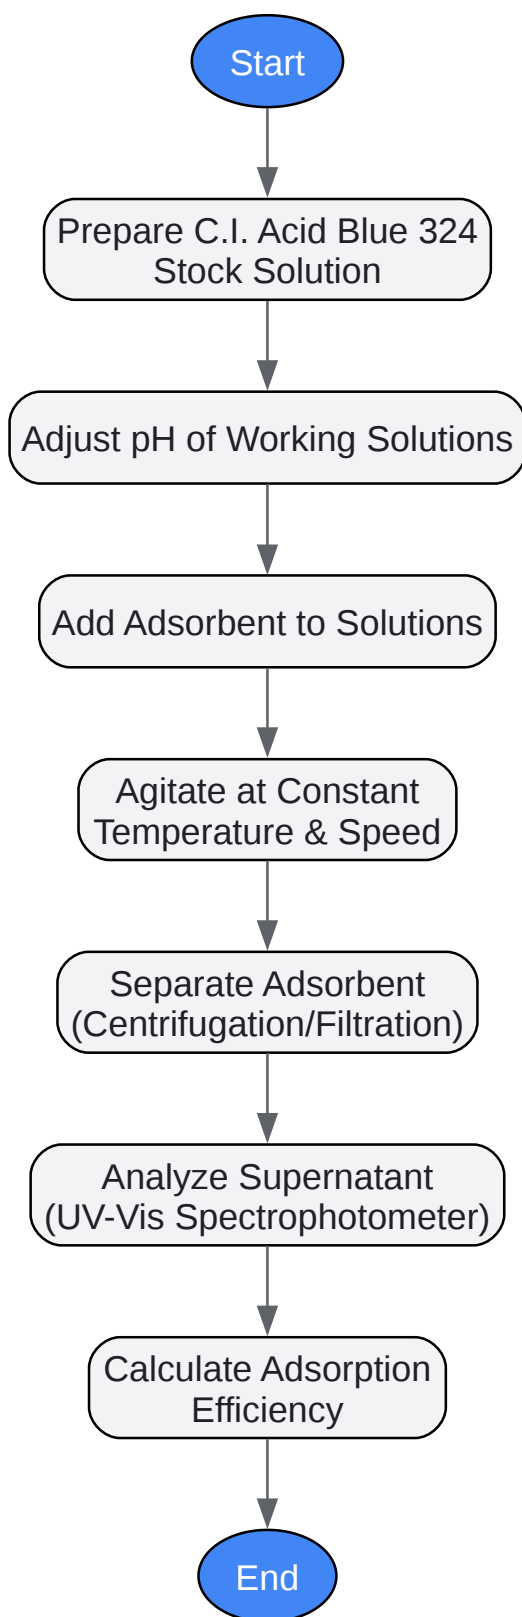 Start
Prepare C.I. Acid Blue 324
Stock Solution
Adjust pH of Working Solutions
Add Adsorbent to Solutions
Agitate at Constant
Temperature & Speed
Separate Adsorbent
(Centrifugation/Filtration)
Analyze Supernatant
(UV-Vis Spectrophotometer)
Calculate Adsorption
Efficiency
End